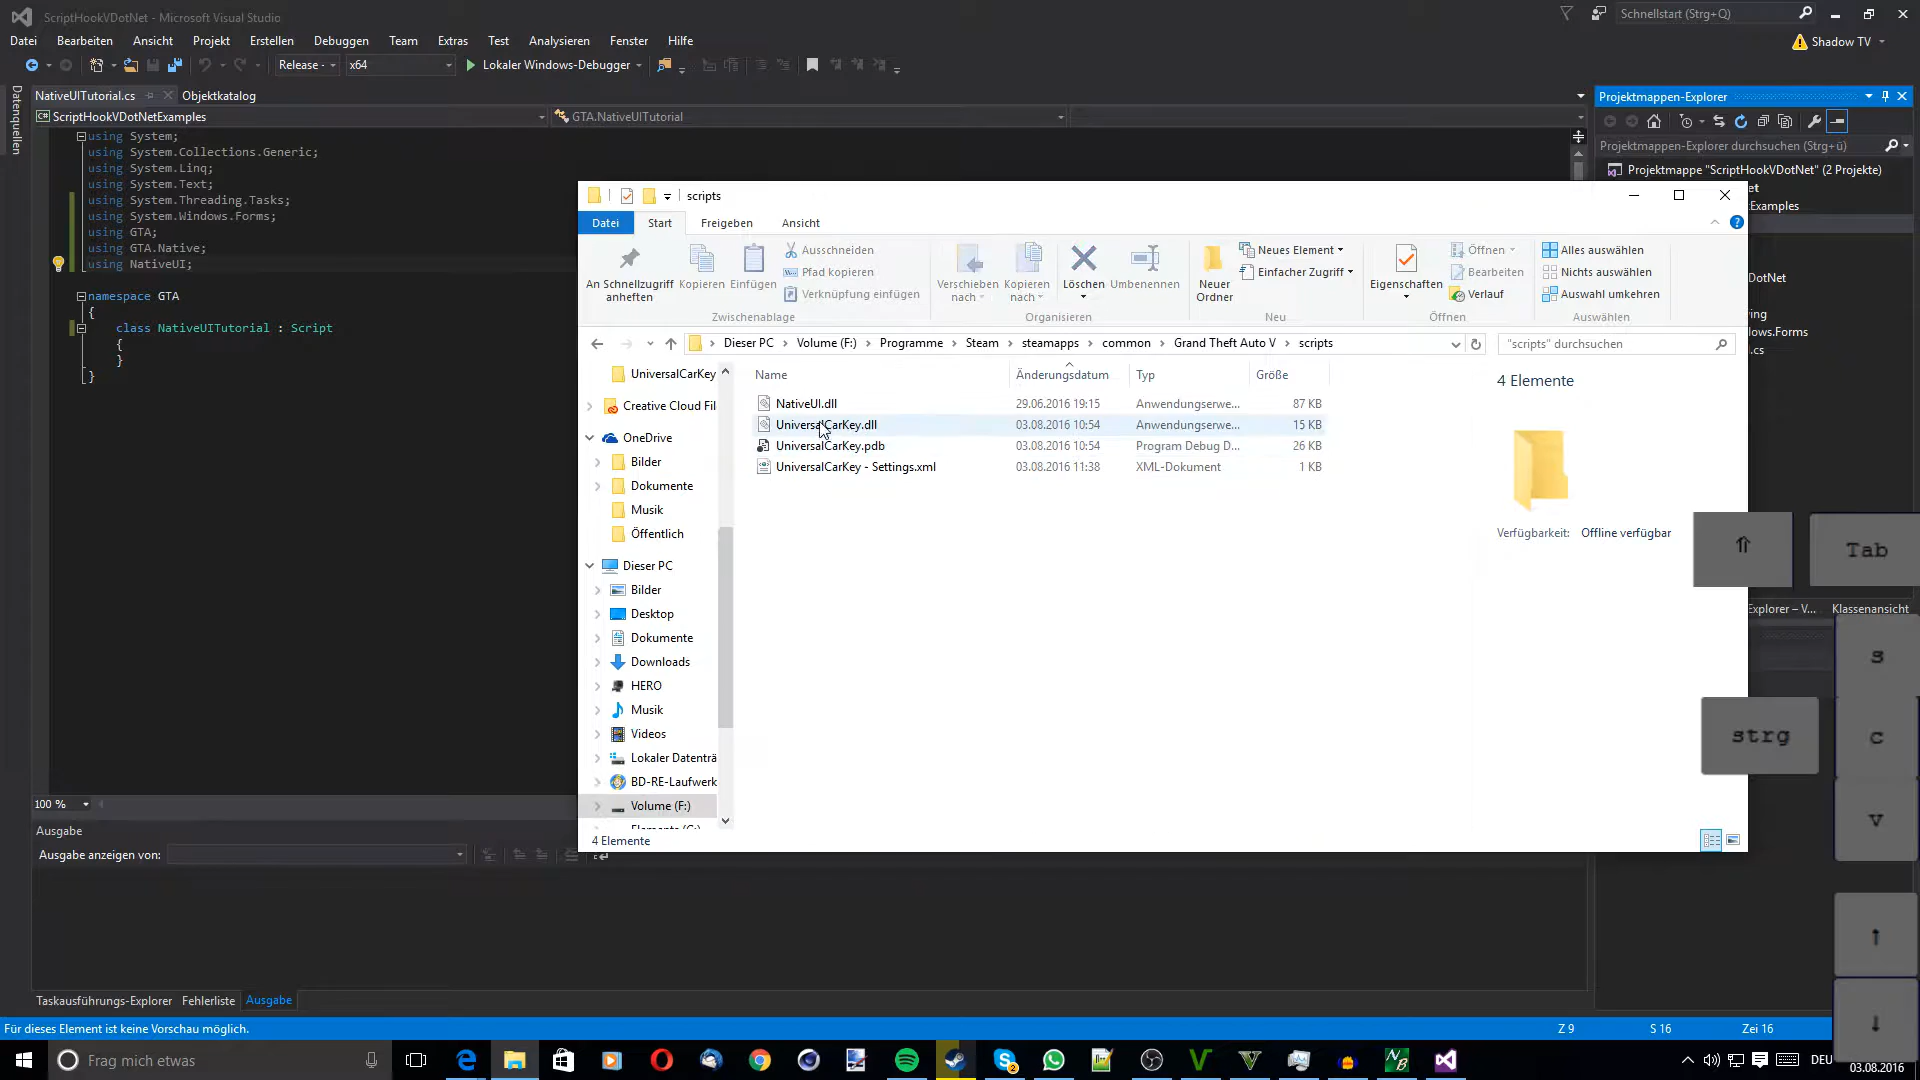 ScriptHookVDotNet - Microsoft Visual Studio
Schnellstart (Strg+Q)
Datei Bearbeiten Ansicht Projekt Erstellen Debuggen Team Extras Test Analysieren Fenster Hilfe
Shadow TV
Release x64 Lokaler Windows-Debugger
NativeUITutorial.cs Objektkatalog
Datenquellen
ScriptHookVDotNetExamples GTA.NativeUITutorial
using System;
using System.Collections.Generic;
using System.Linq;
using System.Text;
using System.Threading.Tasks;
using System.Windows.Forms;
using GTA;
using GTA.Native;
using NativeUI;
namespace GTA
{
class NativeUITutorial : Script
{
}
}
100 %
Projektmappen-Explorer
Projektmappen-Explorer durchsuchen (Strg+ü)
Projektmappe "ScriptHookVDotNet" (2 Projekte)
et
Examples
DotNet
ing
dows.Forms
.cs
Explorer – V... Klassenansicht
scripts
Datei Start Freigeben Ansicht
An Schnellzugriff anheften
Kopieren
Einfügen
Ausschneiden
Pfad kopieren
Verknüpfung einfügen
Zwischenablage
Verschieben nach
Kopieren nach
Löschen
Umbenennen
Organisieren
Neuer Ordner
Neues Element
Einfacher Zugriff
Neu
Eigenschaften
Öffnen
Bearbeiten
Verlauf
Öffnen
Alles auswählen
Nichts auswählen
Auswahl umkehren
Auswählen
Dieser PC Volume (F:) Programme Steam steamapps common Grand Theft Auto V scripts
"scripts" durchsuchen
UniversalCarKey
Creative Cloud Fil
OneDrive
Bilder
Dokumente
Musik
Öffentlich
Dieser PC
Bilder
Desktop
Dokumente
Downloads
HERO
Musik
Videos
Lokaler Datenträ
BD-RE-Laufwerk
Volume (F:)
Name Änderungsdatum Typ Größe
NativeUI.dll 29.06.2016 19:15 Anwendungserwe... 87 KB
UniversalCarKey.dll 03.08.2016 10:54 Anwendungserwe... 15 KB
UniversalCarKey.pdb 03.08.2016 10:54 Program Debug D... 26 KB
UniversalCarKey - Settings.xml 03.08.2016 11:38 XML-Dokument 1 KB
4 Elemente
Verfügbarkeit: Offline verfügbar
4 Elemente
⇑ Tab
s
strg c
v
↑
↓
Ausgabe
Ausgabe anzeigen von:
Taskausführungs-Explorer Fehlerliste Ausgabe
Für dieses Element ist keine Vorschau möglich. Z 9 S 16 Zei 16
Frag mich etwas
DEU
03.08.2016